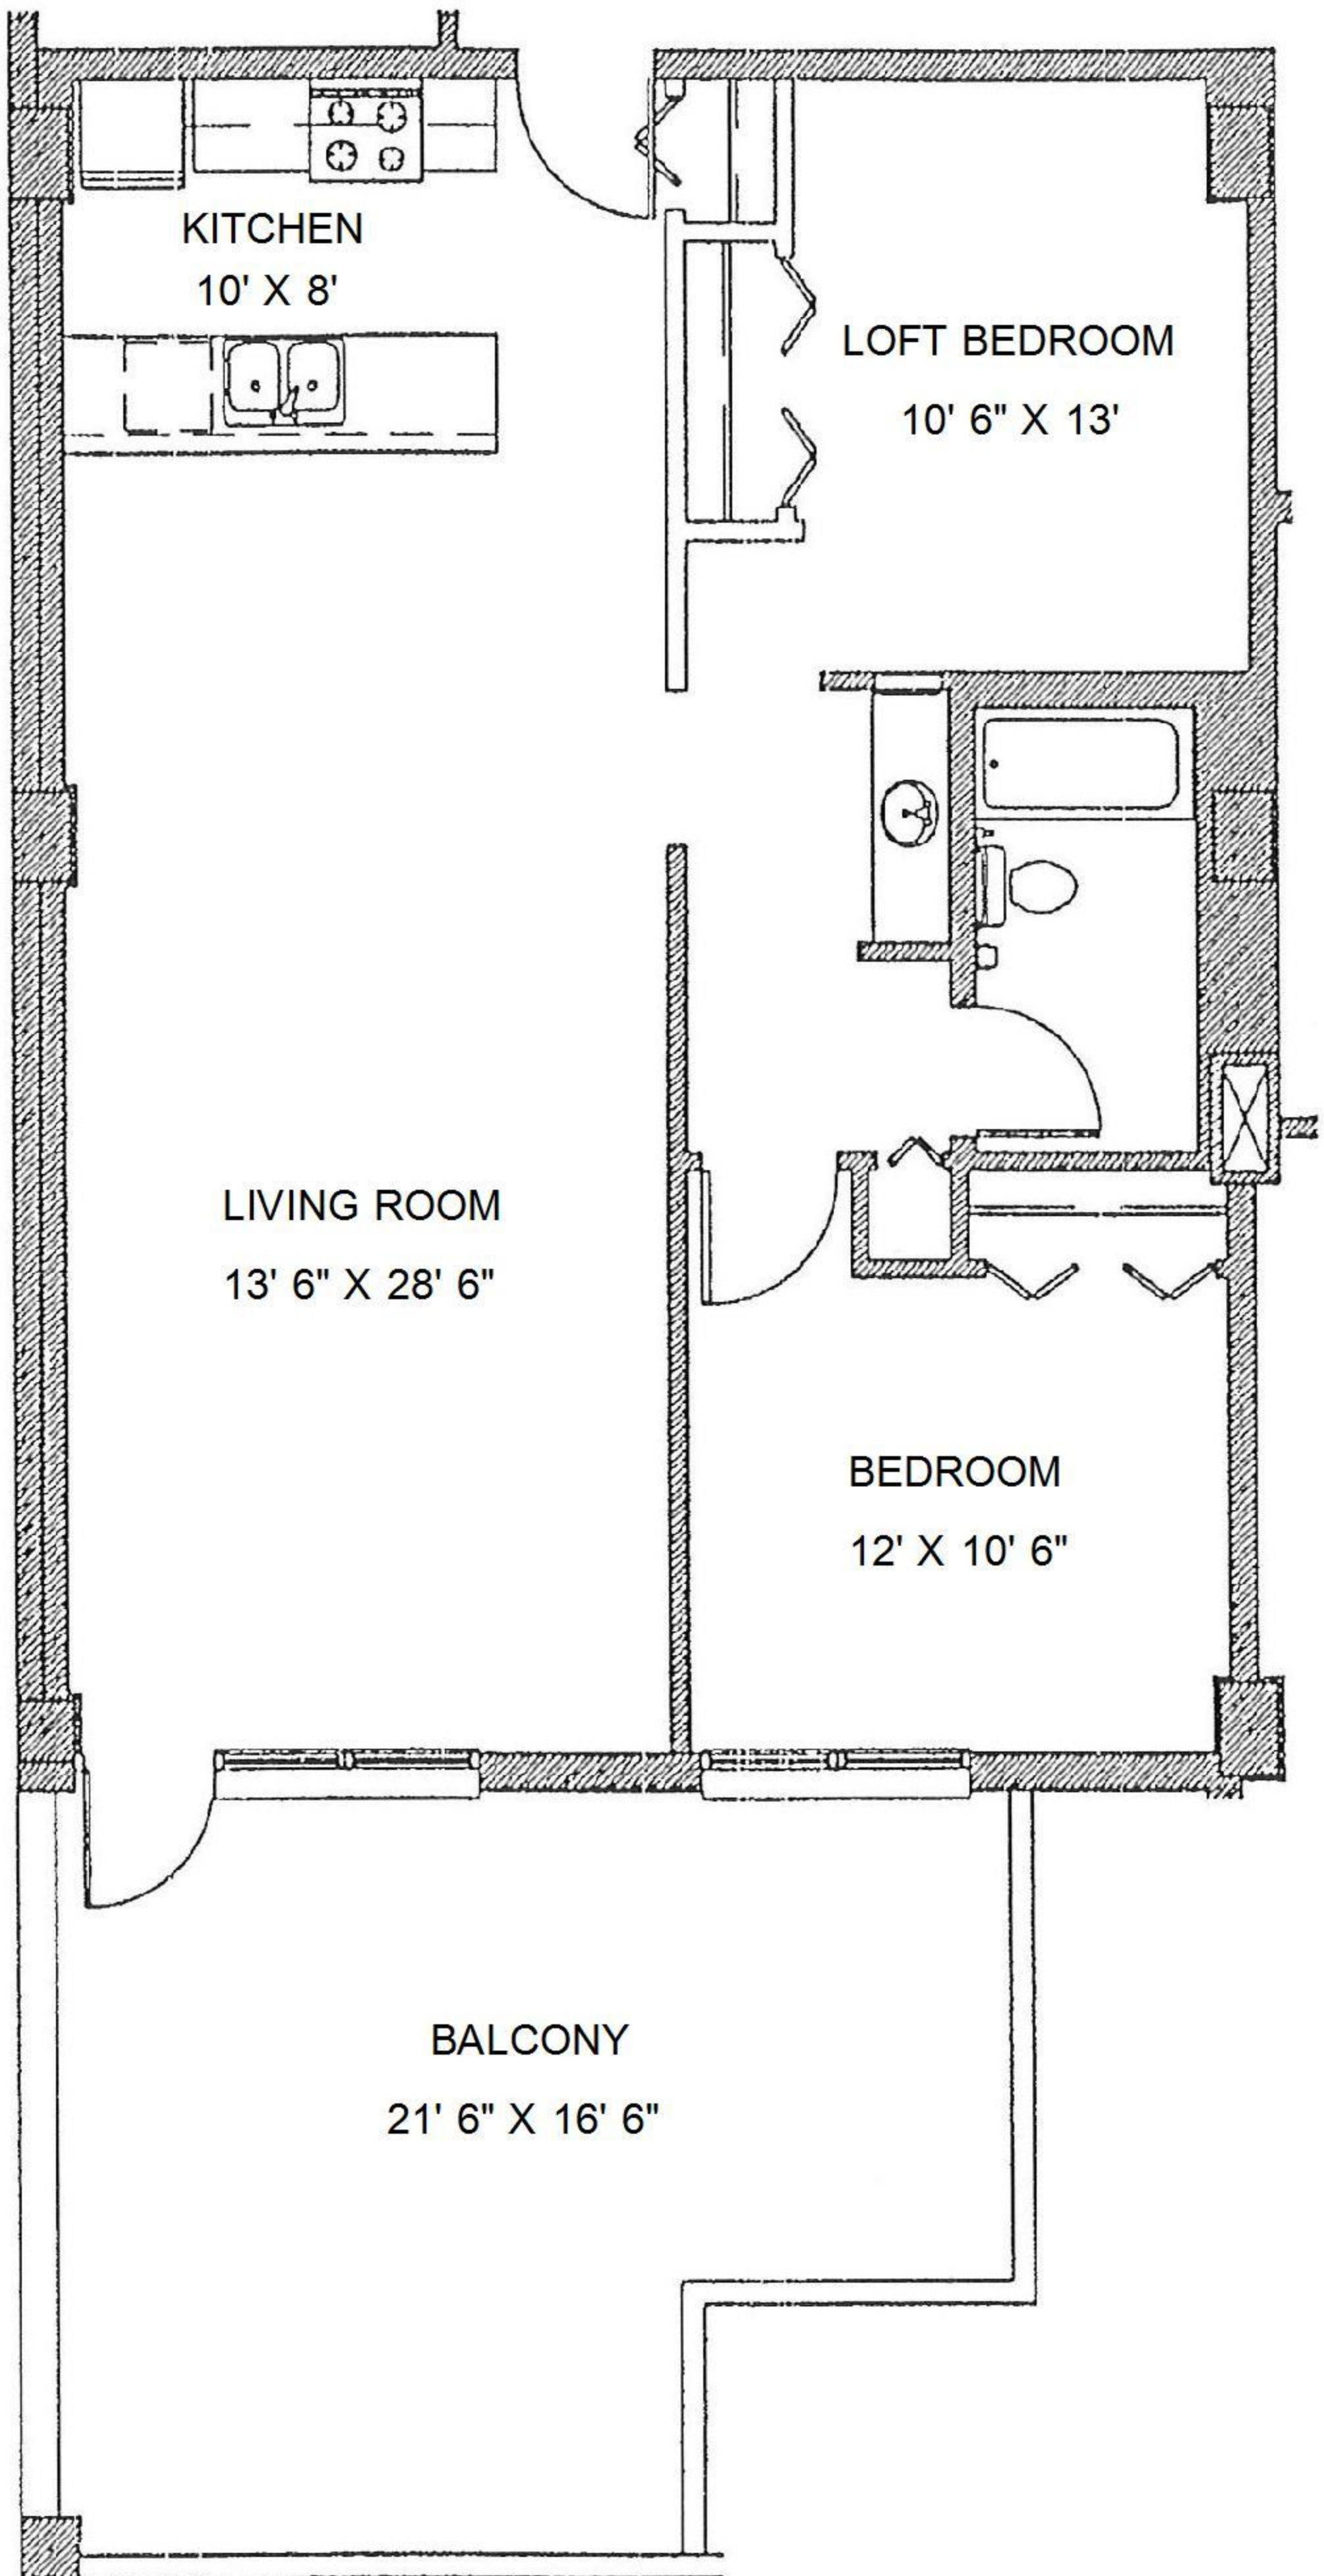 KITCHEN
10' X 8'
LOFT BEDROOM
10' 6" X 13'
LIVING ROOM
13' 6" X 28' 6"
BEDROOM
12' X 10' 6"
BALCONY
21' 6" X 16' 6"